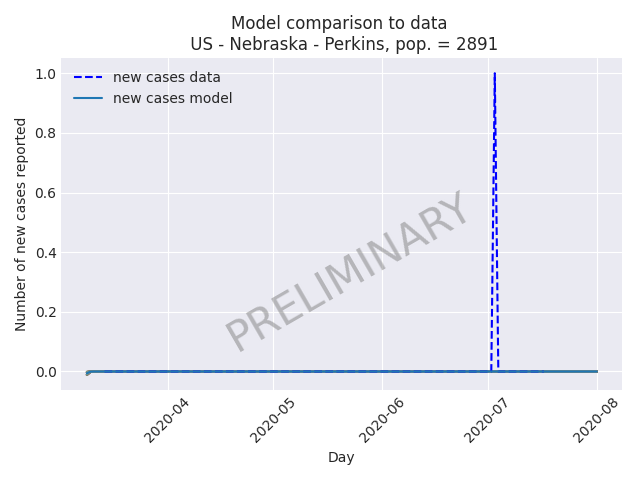 Model comparison to data
US - Nebraska - Perkins, pop. = 2891
new cases data
new cases model
1.0
0.8
0.6
0.4
0.2
0.0
Number of new cases reported
PRELIMINARY
2020-04
2020-05
2020-06
2020-07
2020-08
Day